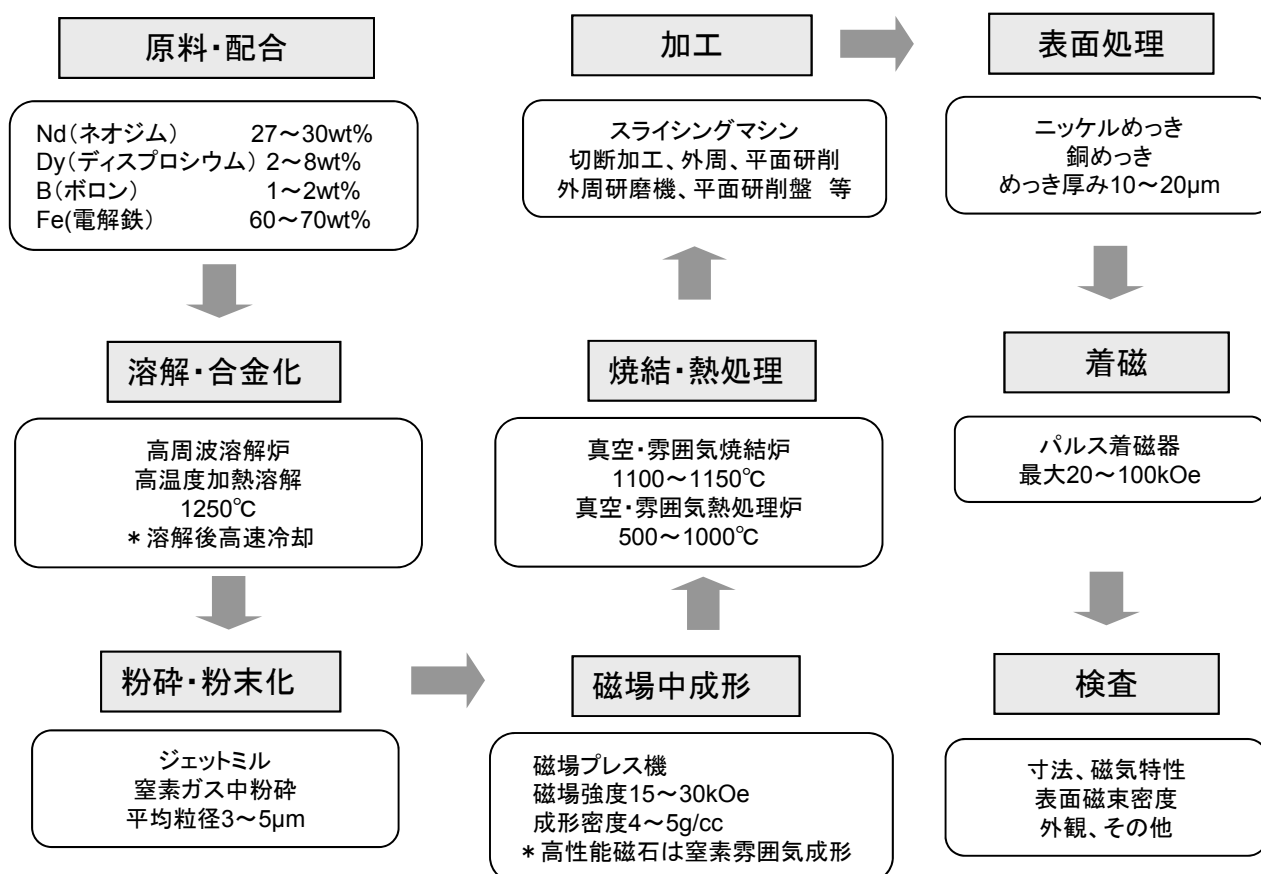 原料・配合
Nd（ネオジム） 27～30wt%
Dy（ディスプロシウム） 2～8wt%
B（ボロン） 1～2wt%
Fe(電解鉄） 60～70wt%
溶解・合金化
高周波溶解炉
高温度加熱溶解
1250℃
＊溶解後高速冷却
粉砕・粉末化
ジェットミル
窒素ガス中粉砕
平均粒径3～5μm
磁場中成形
磁場プレス機
磁場強度15～30kOe
成形密度4～5g/cc
＊高性能磁石は窒素雰囲気成形
焼結・熱処理
真空・雰囲気焼結炉
1100～1150℃
真空・雰囲気熱処理炉
500～1000℃
加工
スライシングマシン
切断加工、外周、平面研削
外周研磨機、平面研削盤 等
表面処理
ニッケルめっき
銅めっき
めっき厚み10～20μm
着磁
パルス着磁器
最大20～100kOe
検査
寸法、磁気特性
表面磁束密度
外観、その他